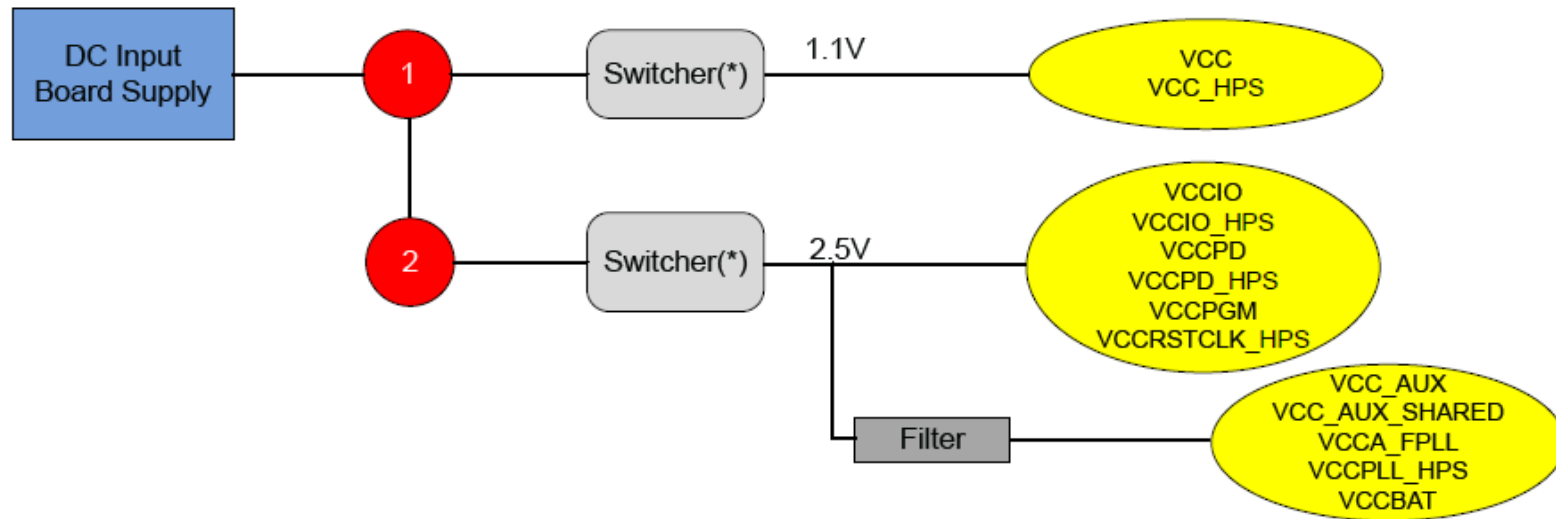 DC Input
Board Supply
1
Switcher(*)
1.1V
VCC
VCC_HPS
2
Switcher(*)
2.5V
VCCIO
VCCIO_HPS
VCCPD
VCCPD_HPS
VCCPGM
VCCRSTCLK_HPS
Filter
VCC_AUX
VCC_AUX_SHARED
VCCA_FPLL
VCCPLL_HPS
VCCBAT